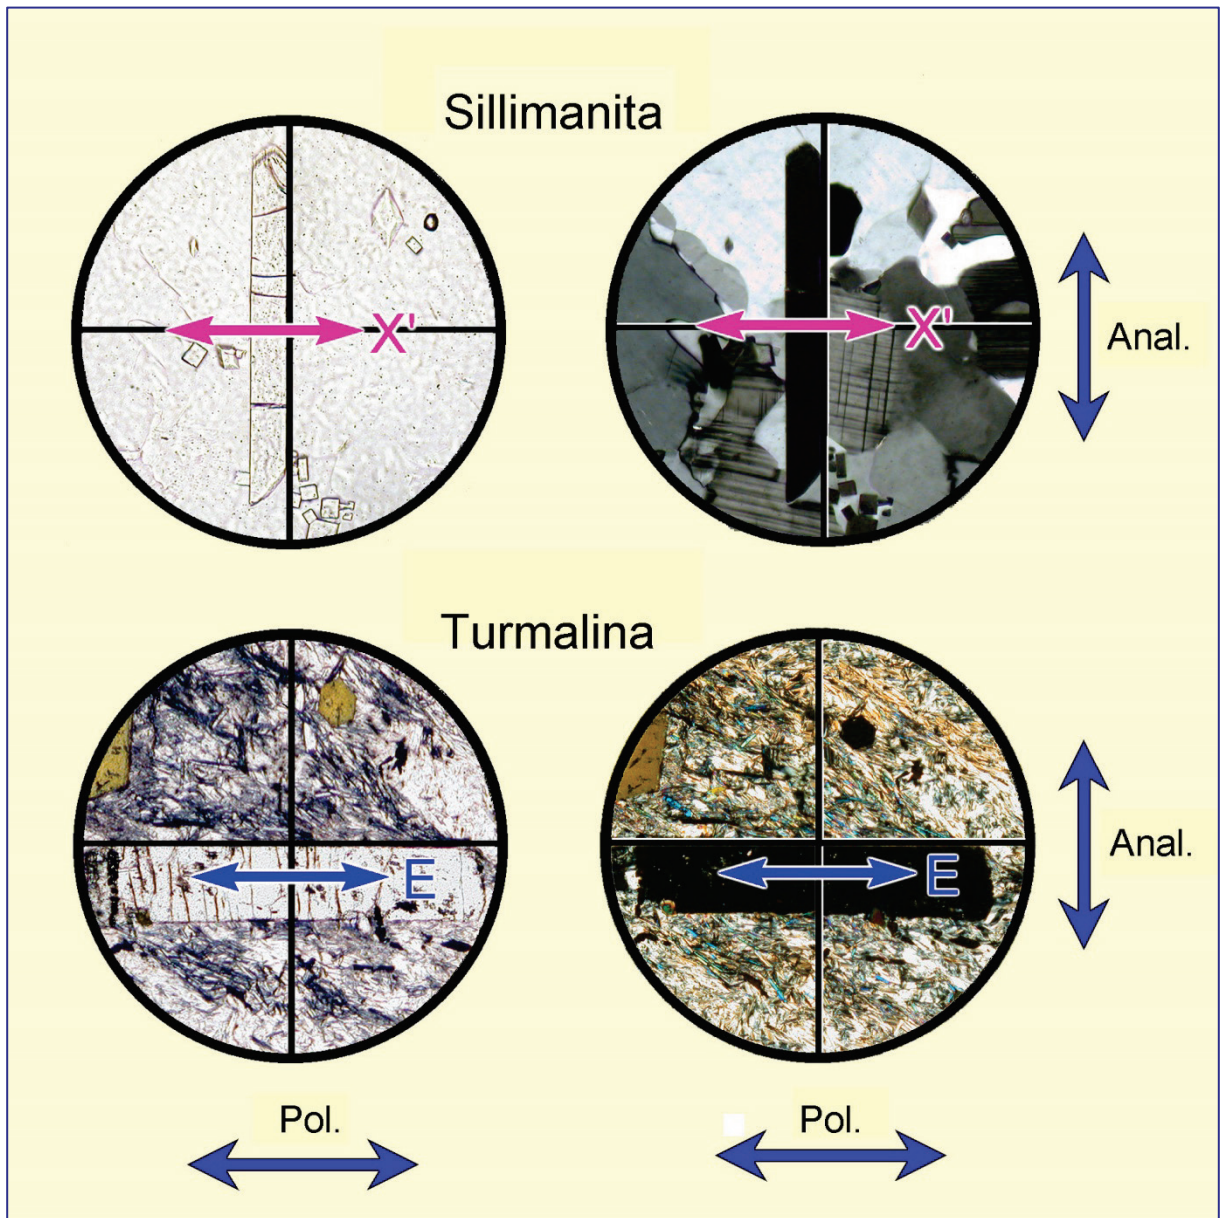 Sillimanita
X'
X'
Anal.
Turmalina
E
E
Anal.
Pol.
Pol.